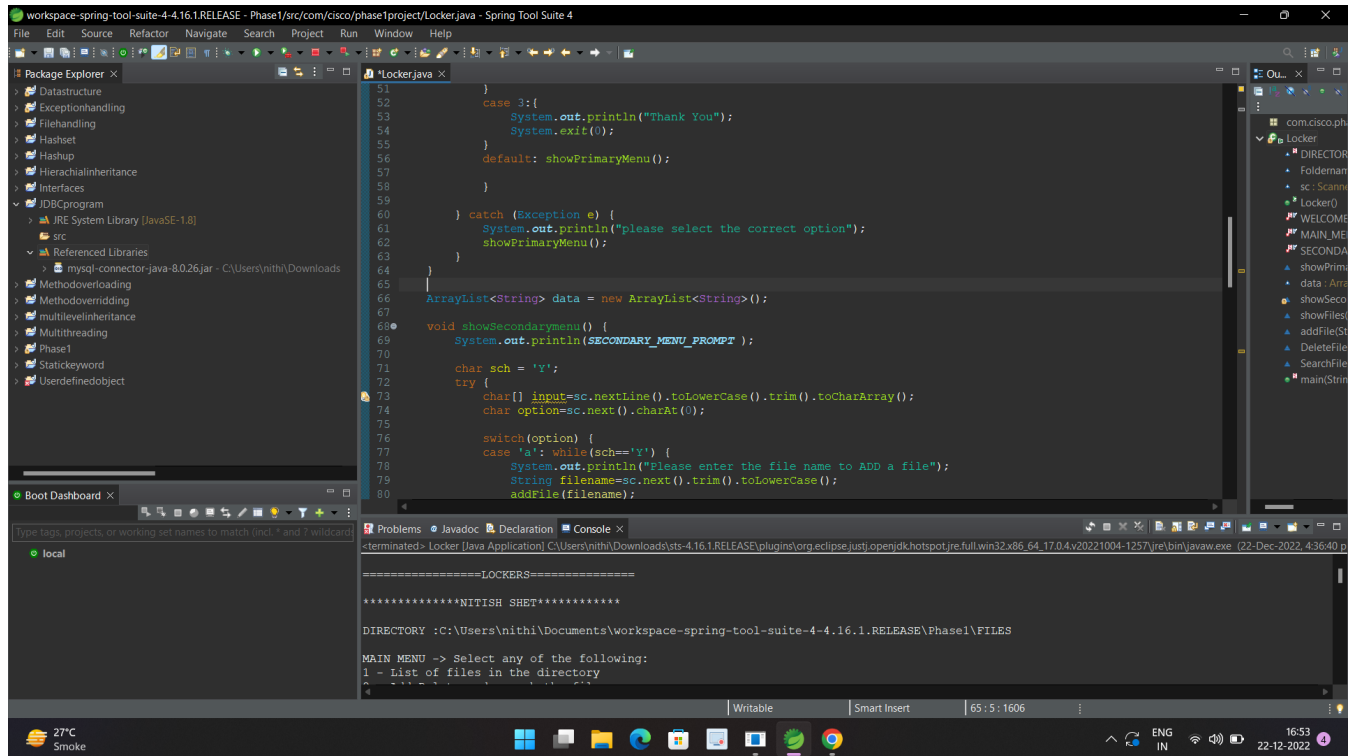 workspace-spring-tool-suite-4-4.16.1.RELEASE - Phase1/src/com/cisco/phase1project/Locker.java - Spring Tool Suite 4
File Edit Source Refactor Navigate Search Project Run Window Help
Package Explorer
Datastructure
Exceptionhandling
Filehandling
Hashset
Hashup
Hierachialinheritance
Interfaces
JDBCprogram
JRE System Library [JavaSE-1.8]
src
Referenced Libraries
mysql-connector-java-8.0.26.jar - C:\Users\nithi\Downloads
Methodoverloading
Methodoverridding
multilevelinheritance
Multithreading
Phase1
Statickeyword
Userdefinedobject
Boot Dashboard
Type tags, projects, or working set names to match (incl. * and ? wildcards
local
*Locker.java
51 }
52 case 3:{
53 System.out.println("Thank You");
54 System.exit(0);
55 }
56 default: showPrimaryMenu();
57
58 }
59
60 } catch (Exception e) {
61 System.out.println("please select the correct option");
62 showPrimaryMenu();
63 }
64 }
65
66 ArrayList<String> data = new ArrayList<String>();
67
68 void showSecondarymenu() {
69 System.out.println(SECONDARY_MENU_PROMPT );
70
71 char sch = 'Y';
72 try {
73 char[] input=sc.nextLine().toLowerCase().trim().toCharArray();
74 char option=sc.next().charAt(0);
75
76 switch(option) {
77 case 'a': while(sch=='Y') {
78 System.out.println("Please enter the file name to ADD a file");
79 String filename=sc.next().trim().toLowerCase();
80 addFile(filename);
Problems Javadoc Declaration Console
<terminated> Locker [Java Application] C:\Users\nithi\Downloads\sts-4.16.1.RELEASE\plugins\org.eclipse.justj.openjdk.hotspot.jre.full.win32.x86_64_17.0.4.v20221004-1257\jre\bin\javaw.exe (22-Dec-2022, 4:36:40 p
=================LOCKERS===============
**************NITISH SHET************
DIRECTORY :C:\Users\nithi\Documents\workspace-spring-tool-suite-4-4.16.1.RELEASE\Phase1\FILES
MAIN MENU -> Select any of the following:
1 - List of files in the directory
Ou...
com.cisco.ph
Locker
DIRECTOR
Foldernam
sc : Scanne
Locker()
WELCOME
MAIN_ME
SECONDA
showPrima
data : Arra
showSeco
showFiles(
addFile(St
DeleteFile
SearchFile
main(Strin
Writable Smart Insert 65 : 5 : 1606
27°C
Smoke
ENG
IN
16:53
22-12-2022
4